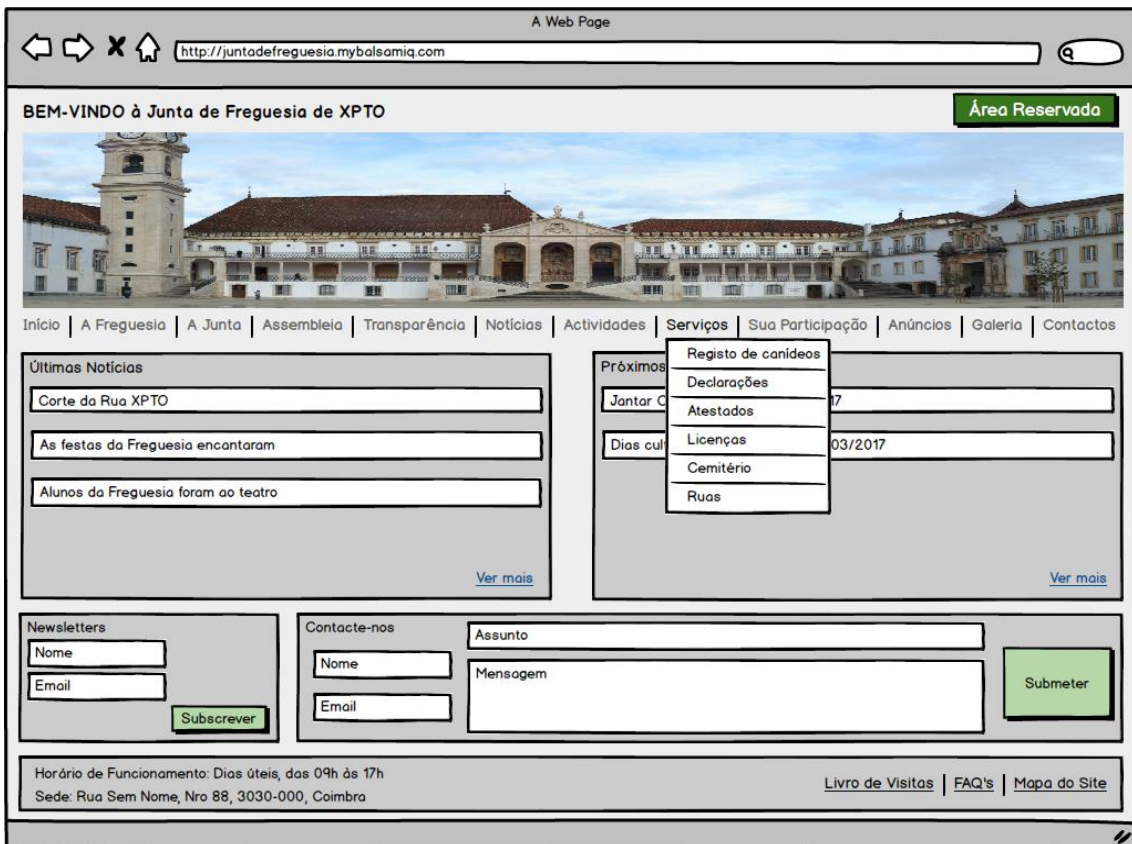 A Web Page
http://juntadefreguesia.mybalsamiq.com
BEM-VINDO à Junta de Freguesia de XPTO
Área Reservada
Início | A Freguesia | A Junta | Assembleia | Transparência | Notícias | Actividades | Serviços | Sua Participação | Anúncios | Galeria | Contactos
Registo de canídeos
Declarações
Atestados
Licenças
Cemitério
Ruas
Últimas Notícias
Corte da Rua XPTO
As festas da Freguesia encantaram
Alunos da Freguesia foram ao teatro
Ver mais
Próximos
Jantar 17
Dias 03/2017
Ver mais
Newsletters
Nome
Email
Subscrever
Contacte-nos
Nome
Email
Assunto
Mensagem
Submeter
Horário de Funcionamento: Dias úteis, das 09h às 17h
Sede: Rua Sem Nome, Nro 88, 3030-000, Coimbra
Livro de Visitas | FAQ's | Mapa do Site